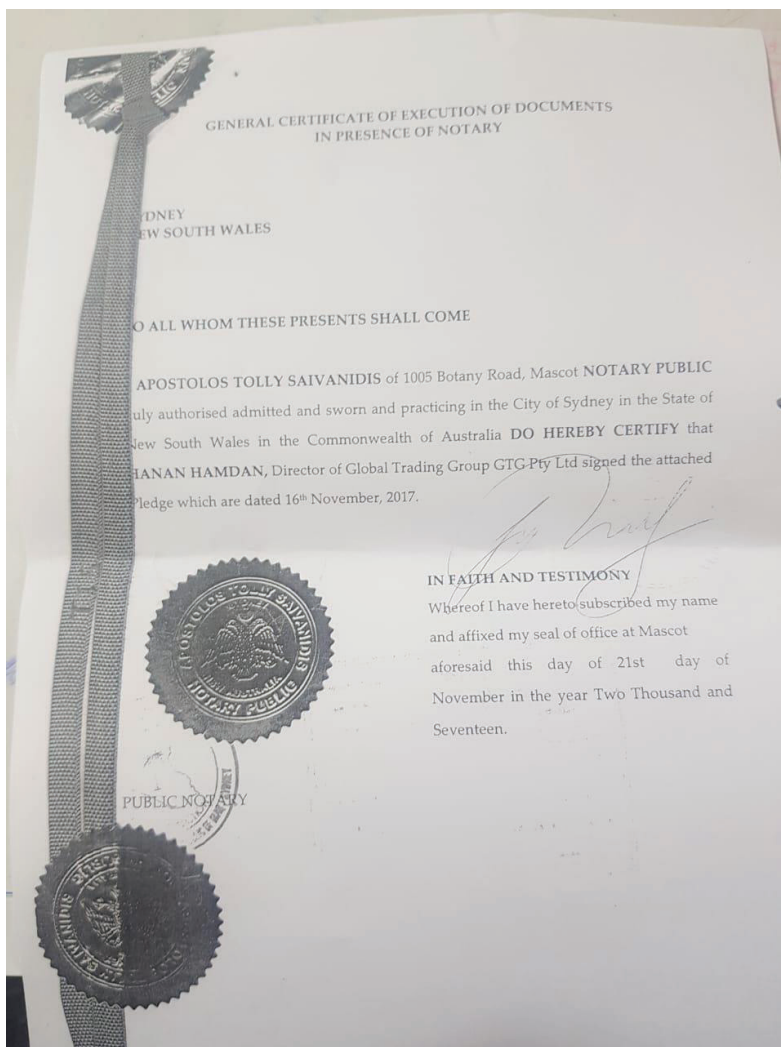 GENERAL CERTIFICATE OF EXECUTION OF DOCUMENTS
IN PRESENCE OF NOTARY
YDNEY
EW SOUTH WALES
O ALL WHOM THESE PRESENTS SHALL COME
APOSTOLOS TOLLY SAIVANIDIS of 1005 Botany Road, Mascot NOTARY PUBLIC
uly authorised admitted and sworn and practicing in the City of Sydney in the State of
New South Wales in the Commonwealth of Australia DO HEREBY CERTIFY that
HANAN HAMDAN, Director of Global Trading Group GTG Pty Ltd signed the attached
Pledge which are dated 16th November, 2017.
IN FAITH AND TESTIMONY
Whereof I have hereto subscribed my name
and affixed my seal of office at Mascot
aforesaid this day of 21st day of
November in the year Two Thousand and
Seventeen.
APOSTOLOS TOLLY SAIVANIDIS
NSW AUSTRALIA
NOTARY PUBLIC
PUBLIC NOTARY